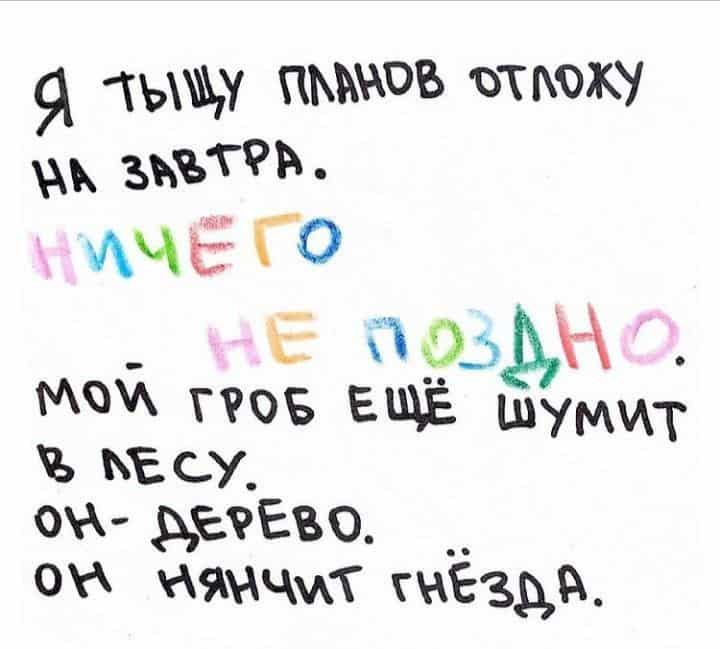 Я ТЫЩУ ПЛАНОВ ОТЛОЖУ
НА ЗАВТРА.
НИЧЕГО
НЕ ПОЗДНО.
МОЙ ГРОБ ЕЩЁ ШУМИТ
В ЛЕСУ.
ОН- ДЕРЕВО.
ОН НЯНЧИТ ГНЁЗДА.